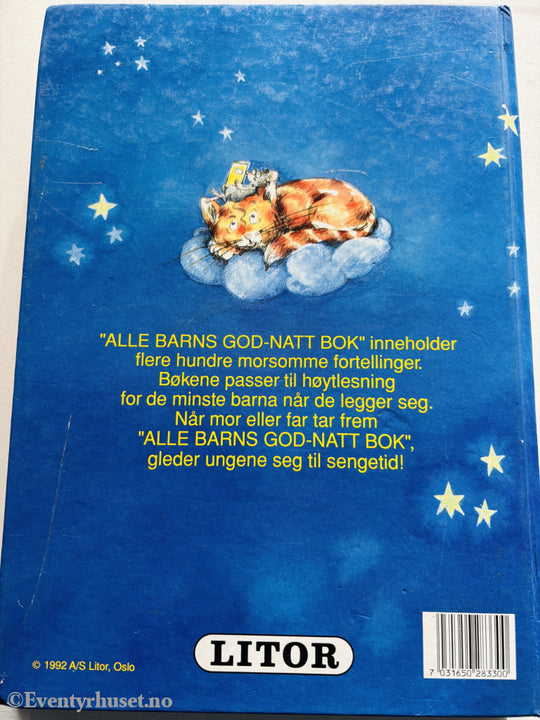 "ALLE BARNS GOD-NATT BOK" inneholder
flere hundre morsomme fortellinger.
Bøkene passer til høytlesning
for de minste barna når de legger seg.
Når mor eller far tar frem
"ALLE BARNS GOD-NATT BOK",
gleder ungene seg til sengetid!
© 1992 A/S Litor, Oslo
LITOR
7 031650 283300
©Eventyrhuset.no